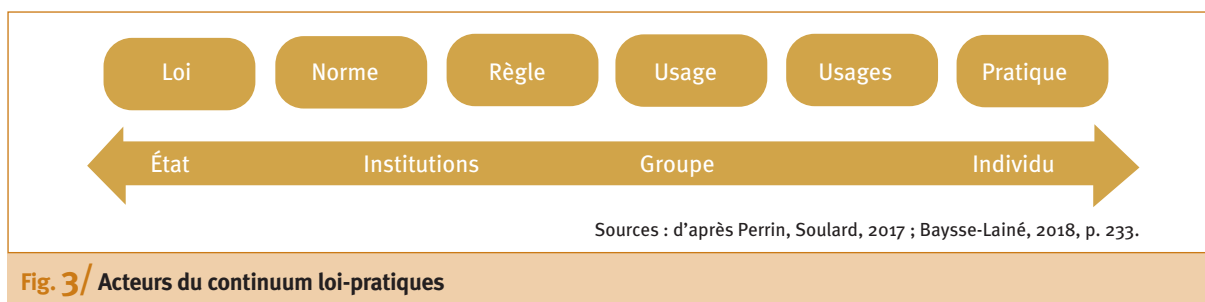 Loi Norme Règle Usage Usages Pratique
État Institutions Groupe Individu
Sources : d'après Perrin, Soulard, 2017 ; Baysse-Lainé, 2018, p. 233.
Fig. 3/ Acteurs du continuum loi-pratiques